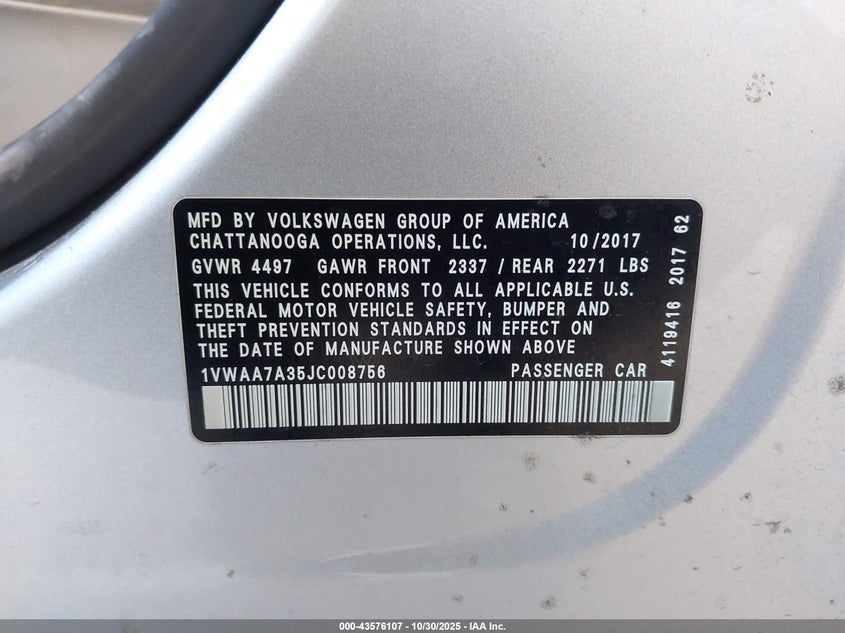 MFD BY VOLKSWAGEN GROUP OF AMERICA
CHATTANOOGA OPERATIONS, LLC. 10/2017
GVWR 4497 GAWR FRONT 2337 / REAR 2271 LBS
THIS VEHICLE CONFORMS TO ALL APPLICABLE U.S.
FEDERAL MOTOR VEHICLE SAFETY, BUMPER AND
THEFT PREVENTION STANDARDS IN EFFECT ON
THE DATE OF MANUFACTURE SHOWN ABOVE
1VWAA7A35JC008756 PASSENGER CAR
4119416 2017 62
000-43576107 - 10/30/2025 - IAA Inc.